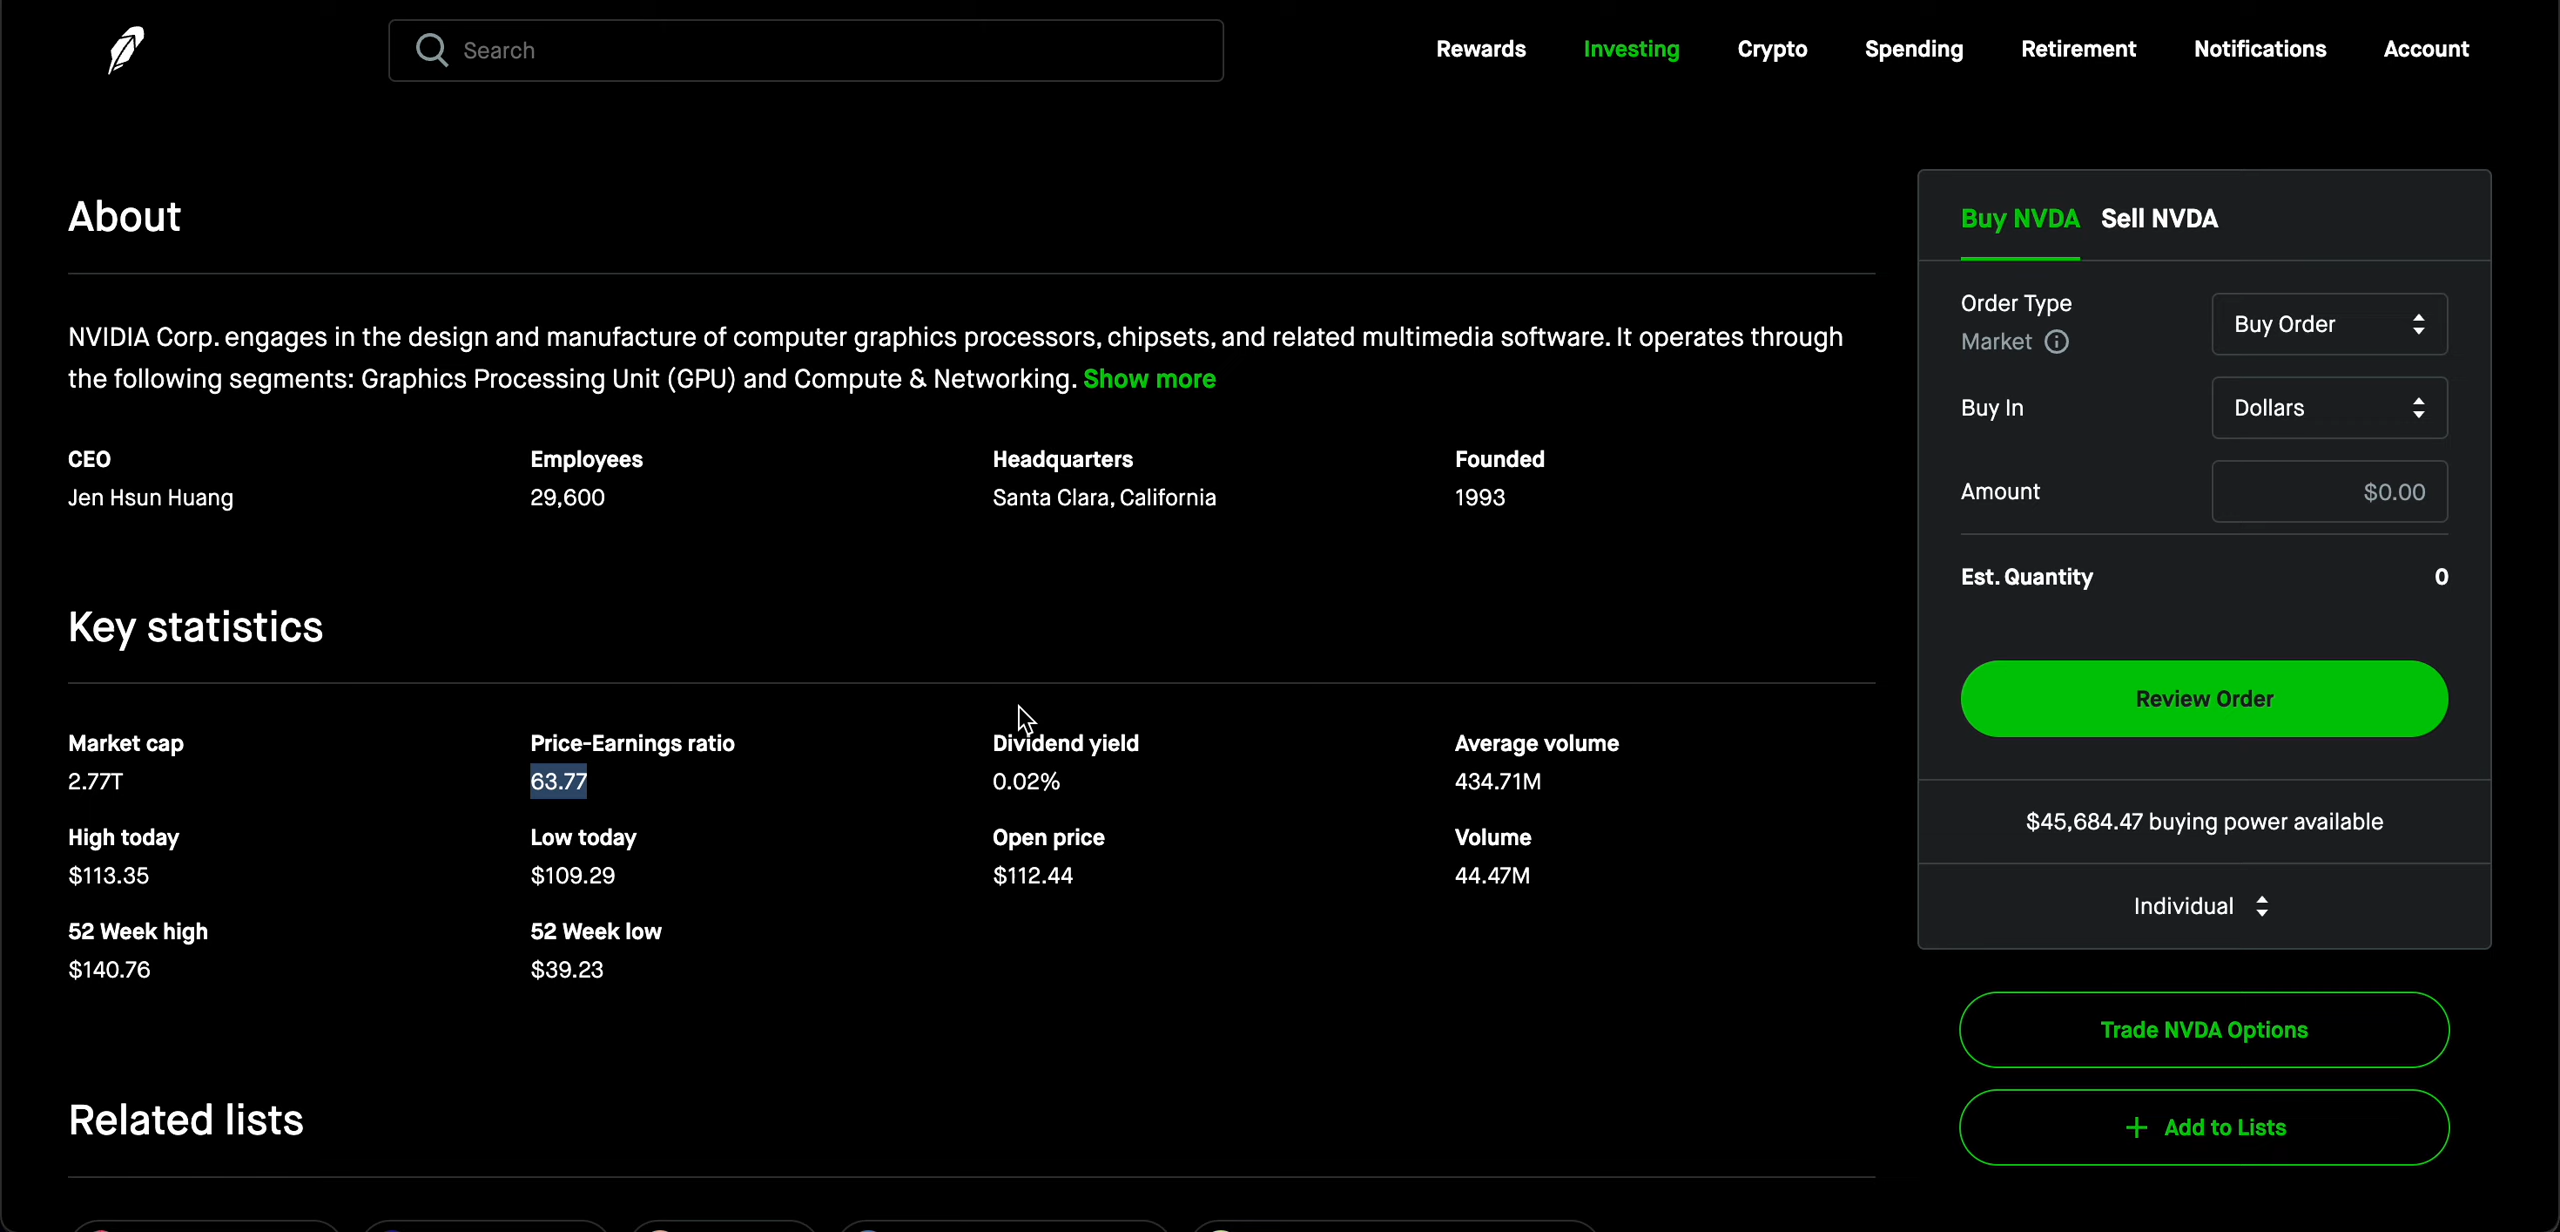 Search
Rewards
Investing
Crypto
Spending
Retirement
Notifications
Account
About
NVIDIA Corp. engages in the design and manufacture of computer graphics processors, chipsets, and related multimedia software. It operates through
the following segments: Graphics Processing Unit (GPU) and Compute & Networking. Show more
CEO
Jen Hsun Huang
Employees
29,600
Headquarters
Santa Clara, California
Founded
1993
Key statistics
Market cap
2.77T
Price-Earnings ratio
63.77
Dividend yield
0.02%
Average volume
434.71M
High today
$113.35
Low today
$109.29
Open price
$112.44
Volume
44.47M
52 Week high
$140.76
52 Week low
$39.23
Related lists
Buy NVDA
Sell NVDA
Order Type
Market
Buy Order
Buy In
Dollars
Amount
$0.00
Est. Quantity
0
Review Order
$45,684.47 buying power available
Individual
Trade NVDA Options
+ Add to Lists